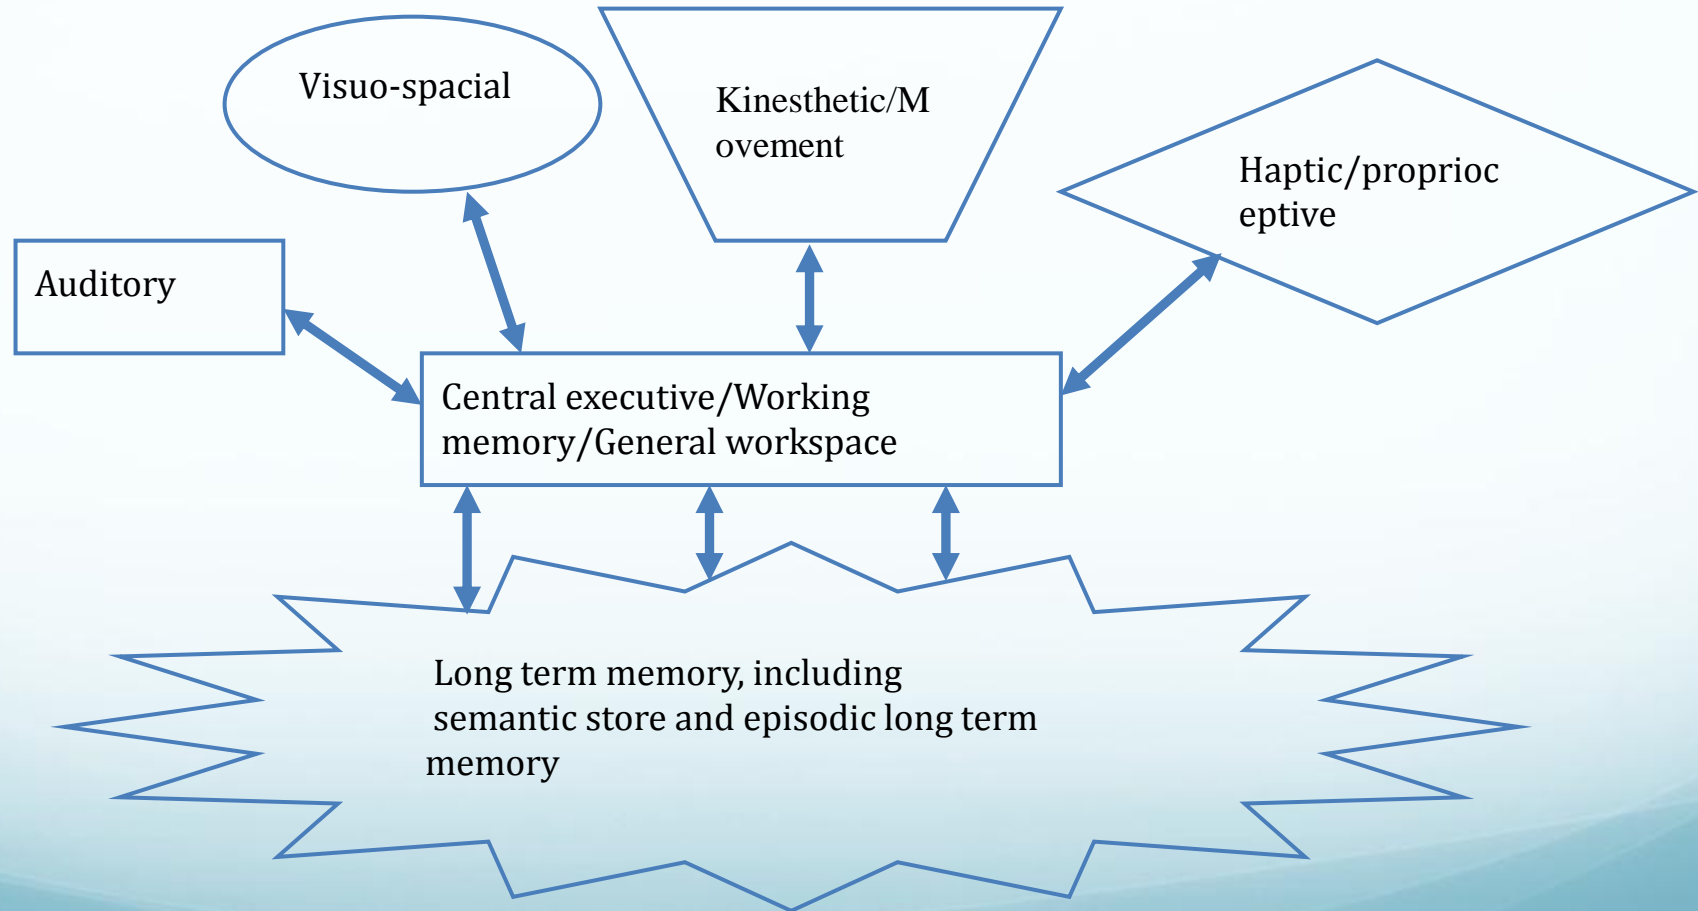 Visuo-spacial
Kinesthetic/M
ovement
Haptic/proprioc
eptive
Auditory
Central executive/Working
memory/General workspace
Long term memory, including
semantic store and episodic long term
memory